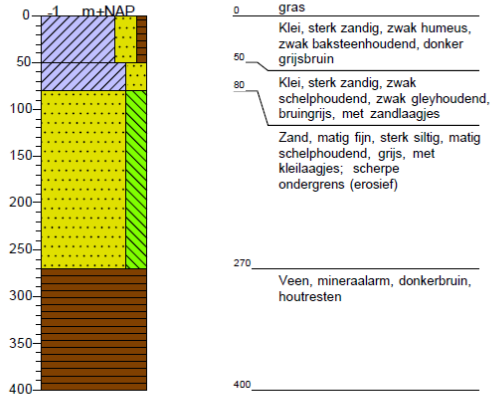 -1 m+NAP
0
50
100
150
200
250
300
350
400
0 gras
Klei, sterk zandig, zwak humeus,
zwak baksteenhoudend, donker
grijsbruin
50
Klei, sterk zandig, zwak
schelphoudend, zwak gleyhoudend,
bruingrijs, met zandlaagjes
80
Zand, matig fijn, sterk siltig, matig
schelphoudend, grijs, met
kleilaagjes; scherpe
ondergrens (erosief)
270
Veen, mineraalarm, donkerbruin,
houtresten
400